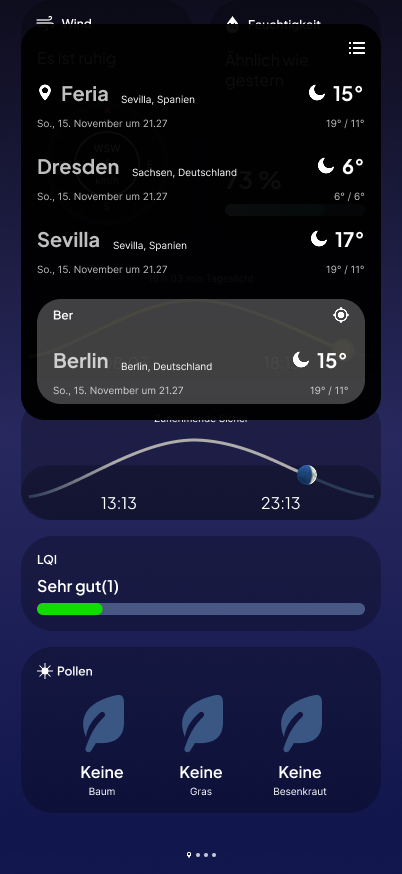 Wind
Feuchtigkeit
Es ist ruhig
Ähnlich wie
gestern
Feria
Sevilla, Spanien
15°
So., 15. November um 21.27
19° / 11°
WSW
Dresden
Sachsen, Deutschland
6°
73 %
So., 15. November um 21.27
6° / 6°
Sevilla
Sevilla, Spanien
17°
So., 15. November um 21.27
19° / 11°
Ber
Berlin
Berlin, Deutschland
15°
So., 15. November um 21.27
19° / 11°
Zunehmende Sichel
13:13
23:13
LQI
Sehr gut(1)
Pollen
Keine
Keine
Keine
Baum
Gras
Besenkraut